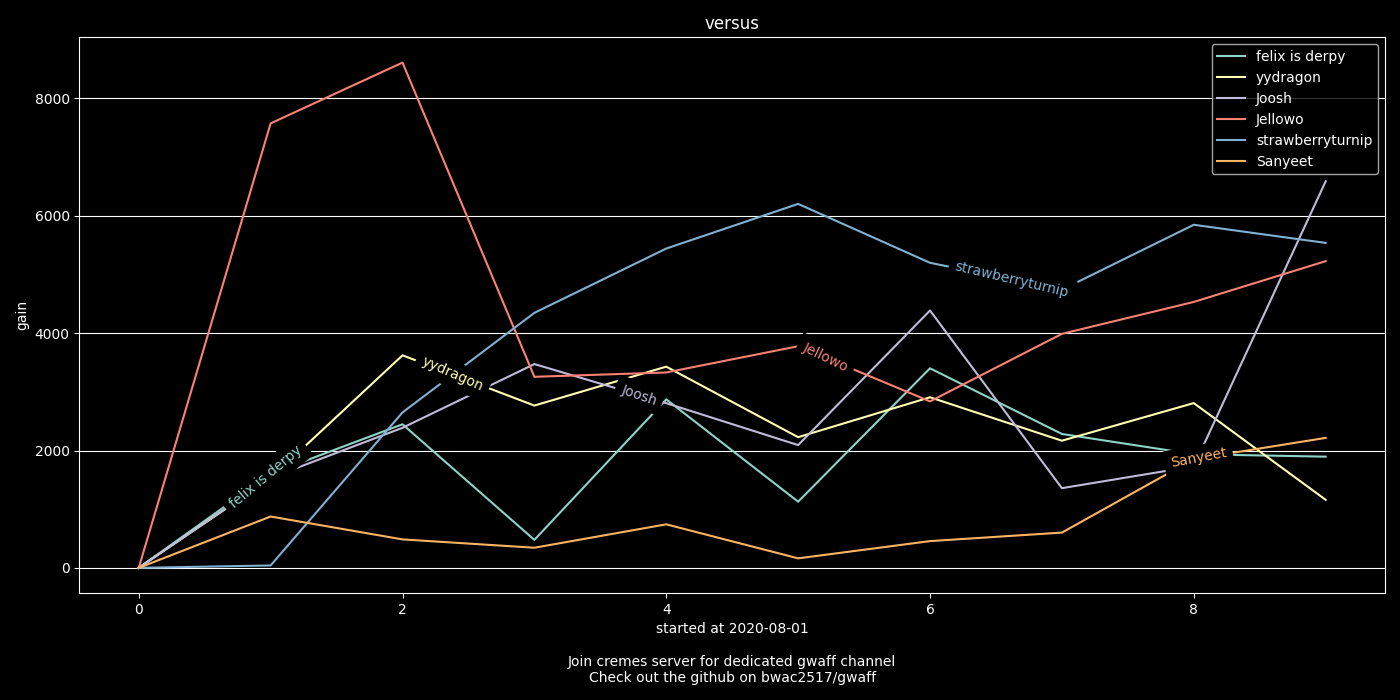 versus
felix is derpy
yydragon
Joosh
Jellowo
strawberryturnip
Sanyeet
8000
6000
4000
2000
0
gain
felix is derpy
yydragon
Joosh
Jellowo
strawberryturnip
Sanyeet
0 2 4 6 8
started at 2020-08-01
Join cremes server for dedicated gwaff channel
Check out the github on bwac2517/gwaff